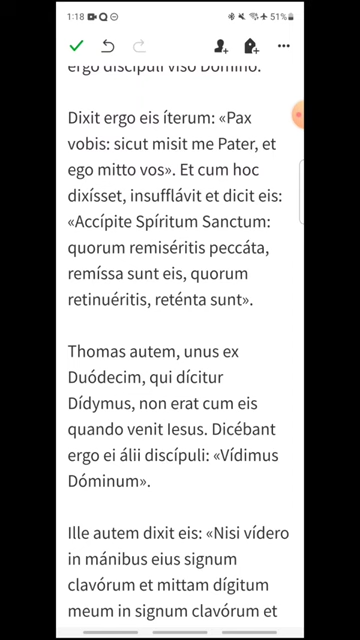 1:18
51%
ergo discípuli viso Dómino.
Dixit ergo eis íterum: «Pax
vobis: sicut misit me Pater, et
ego mitto vos». Et cum hoc
dixísset, insufflávit et dicit eis:
«Accípite Spíritum Sanctum:
quorum remiséritis peccáta,
remíssa sunt eis, quorum
retinuéritis, reténta sunt».
Thomas autem, unus ex
Duódecim, qui dícitur
Dídymus, non erat cum eis
quando venit Iesus. Dicébant
ergo ei álii discípuli: «Vídimus
Dóminum».
Ille autem dixit eis: «Nisi vídero
in mánibus eius signum
clavórum et mittam dígitum
meum in signum clavórum et